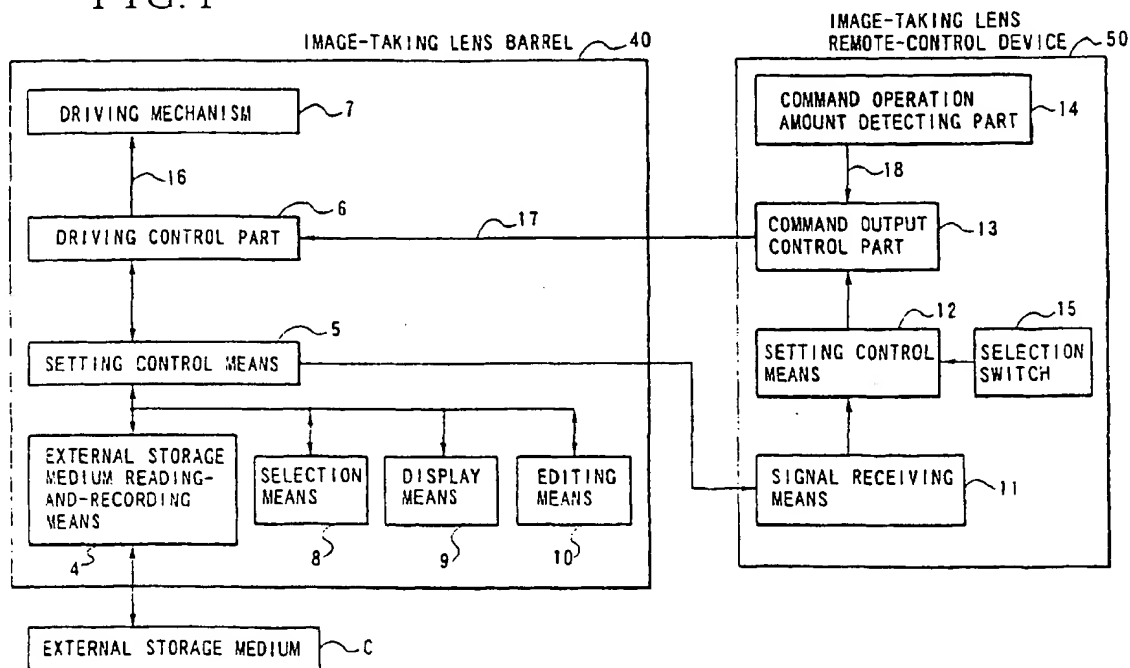 FIG.1
IMAGE-TAKING LENS BARREL 40
DRIVING MECHANISM 7
16
6
DRIVING CONTROL PART
17
5
SETTING CONTROL MEANS
EXTERNAL STORAGE
MEDIUM READING-
AND-RECORDING
MEANS
4
SELECTION
MEANS
8
DISPLAY
MEANS
9
EDITING
MEANS
10
EXTERNAL STORAGE MEDIUM C
IMAGE-TAKING LENS
REMOTE-CONTROL DEVICE 50
COMMAND OPERATION
AMOUNT DETECTING PART
14
18
COMMAND OUTPUT
CONTROL PART
13
12
SETTING CONTROL
MEANS
15
SELECTION
SWITCH
SIGNAL RECEIVING
MEANS
11